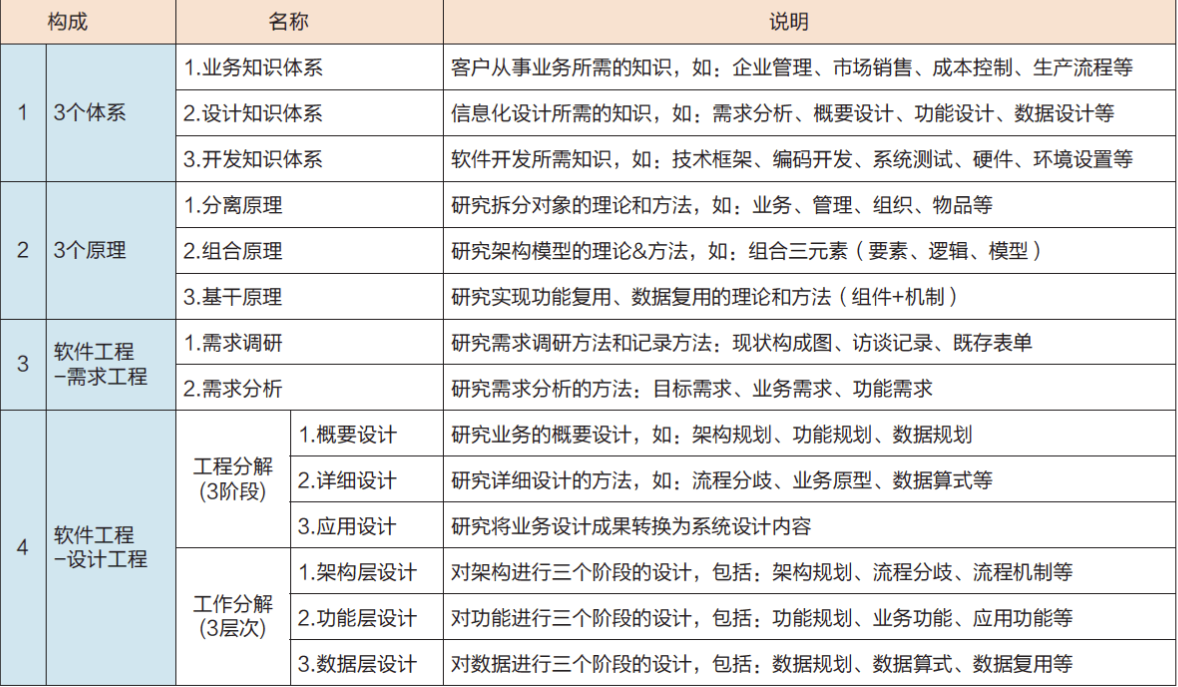 构成 名称 说明
1 3个体系 1.业务知识体系 客户从事业务所需的知识，如：企业管理、市场销售、成本控制、生产流程等
2.设计知识体系 信息化设计所需的知识，如：需求分析、概要设计、功能设计、数据设计等
3.开发知识体系 软件开发所需知识，如：技术框架、编码开发、系统测试、硬件、环境设置等
2 3个原理 1.分离原理 研究拆分对象的理论和方法，如：业务、管理、组织、物品等
2.组合原理 研究架构模型的理论&方法，如：组合三元素（要素、逻辑、模型）
3.基干原理 研究实现功能复用、数据复用的理论和方法（组件+机制）
3 软件工程
–需求工程
1.需求调研 研究需求调研方法和记录方法：现状构成图、访谈记录、既存表单
2.需求分析 研究需求分析的方法：目标需求、业务需求、功能需求
4 软件工程
–设计工程
工程分解
(3阶段)
1.概要设计 研究业务的概要设计，如：架构规划、功能规划、数据规划
2.详细设计 研究详细设计的方法，如：流程分歧、业务原型、数据算式等
3.应用设计 研究将业务设计成果转换为系统设计内容
工作分解
(3层次)
1.架构层设计 对架构进行三个阶段的设计，包括：架构规划、流程分歧、流程机制等
2.功能层设计 对功能进行三个阶段的设计，包括：功能规划、业务功能、应用功能等
3.数据层设计 对数据进行三个阶段的设计，包括：数据规划、数据算式、数据复用等